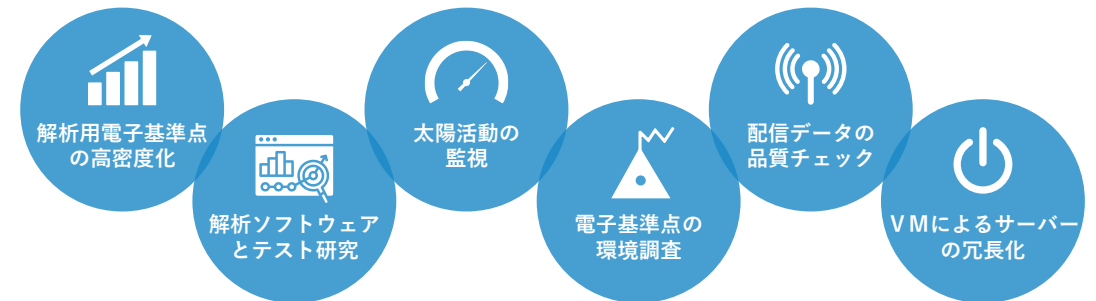 解析用電子基準点
の高密度化
解析ソフトウェア
とテスト研究
太陽活動の
監視
電子基準点の
環境調査
配信データの
品質チェック
ＶＭによるサーバー
の冗長化